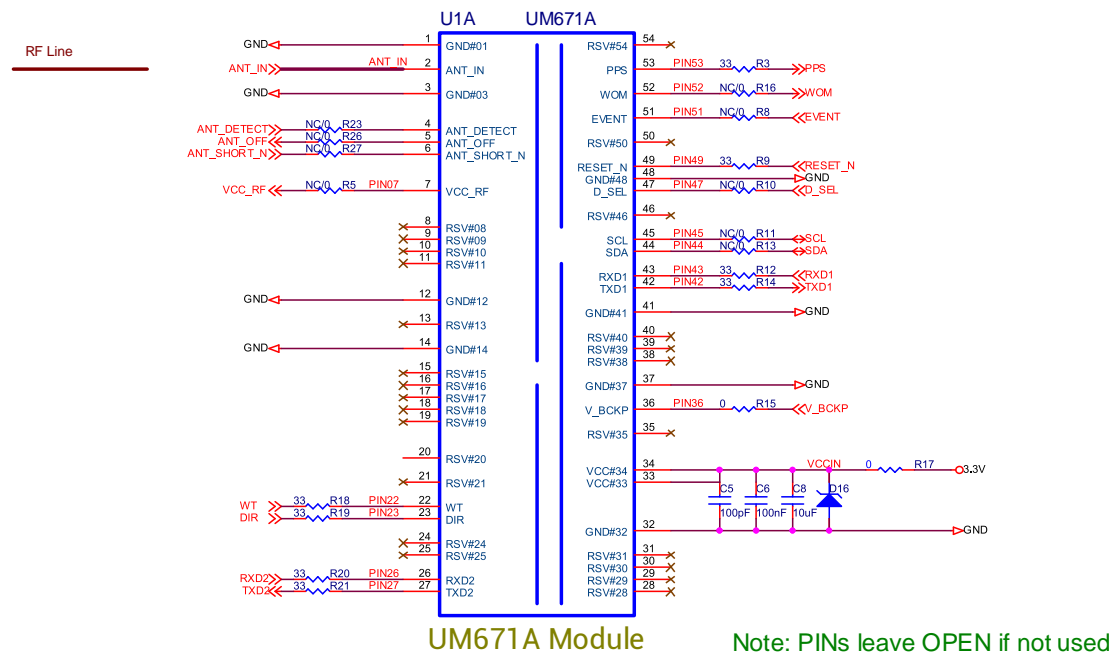 U1A UM671A
RF Line
GND 1 GND#01
ANT_IN ANT_IN 2 ANT_IN
GND 3 GND#03
ANT_DETECT NC/0 R23 4 ANT_DETECT
ANT_OFF NC/0 R26 5 ANT_OFF
ANT_SHORT_N NC/0 R27 6 ANT_SHORT_N
VCC_RF NC/0 R5 PIN07 7 VCC_RF
8 RSV#08
9 RSV#09
10 RSV#10
11 RSV#11
GND 12 GND#12
13 RSV#13
GND 14 GND#14
15 RSV#15
16 RSV#16
17 RSV#17
18 RSV#18
19 RSV#19
20 RSV#20
21 RSV#21
WT 33 R18 PIN22 22 WT
DIR 33 R19 PIN23 23 DIR
24 RSV#24
25 RSV#25
RXD2 33 R20 PIN26 26 RXD2
TXD2 33 R21 PIN27 27 TXD2
RSV#54 54
PPS 53 PIN53 33 R3 PPS
WOM 52 PIN52 NC/0 R16 WOM
EVENT 51 PIN51 NC/0 R8 EVENT
RSV#50 50
RESET_N 49 PIN49 33 R9 RESET_N
GND#48 48 GND
D_SEL 47 PIN47 NC/0 R10 D_SEL
RSV#46 46
SCL 45 PIN45 NC/0 R11 SCL
SDA 44 PIN44 NC/0 R13 SDA
RXD1 43 PIN43 33 R12 RXD1
TXD1 42 PIN42 33 R14 TXD1
GND#41 41 GND
RSV#40 40
RSV#39 39
RSV#38 38
GND#37 37 GND
V_BCKP 36 PIN36 0 R15 V_BCKP
RSV#35 35
VCC#34 34 VCCIN 0 R17 3.3V
VCC#33 33
C5 C6 C8 D16
100pF 100nF 10uF
GND#32 32 GND
RSV#31 31
RSV#30 30
RSV#29 29
RSV#28 28
UM671A Module
Note: PINs leave OPEN if not used